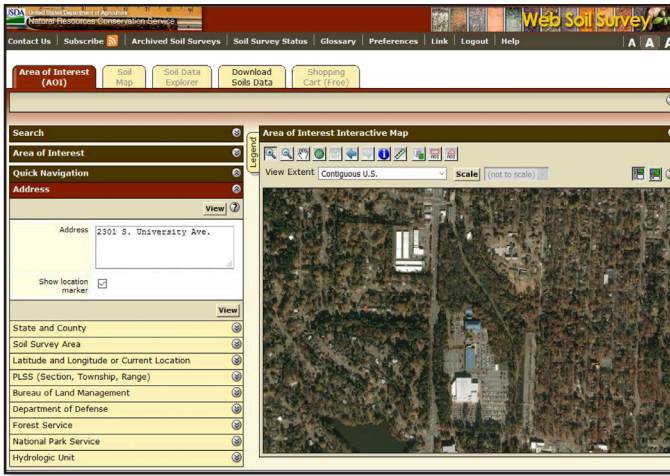 USDA United States Department of Agriculture
Natural Resources Conservation Service
Web Soil Survey
Contact Us | Subscribe | Archived Soil Surveys | Soil Survey Status | Glossary | Preferences | Link | Logout | Help
A A A
Area of Interest (AOI)
Soil Map
Soil Data Explorer
Download Soils Data
Shopping Cart (Free)
Search
Area of Interest
Quick Navigation
Address
View
Address
2301 S. University Ave.
Show location marker
View
State and County
Soil Survey Area
Latitude and Longitude or Current Location
PLSS (Section, Township, Range)
Bureau of Land Management
Department of Defense
Forest Service
National Park Service
Hydrologic Unit
Legend
Area of Interest Interactive Map
AOI AOI
View Extent Contiguous U.S.
Scale (not to scale)